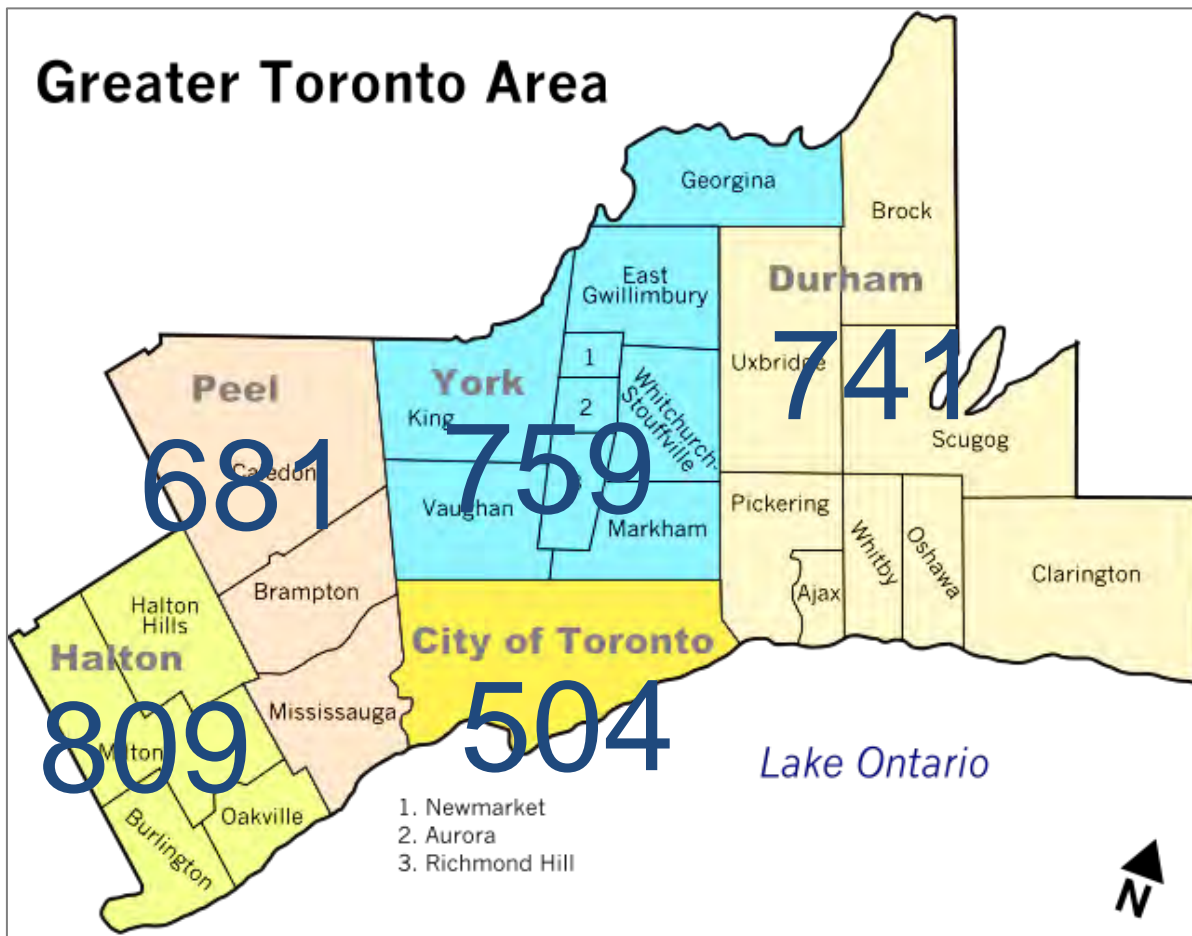 Greater Toronto Area
Georgina
Brock
East
Gwillimbury
Durham
Peel
York
1
Uxbridge
741
2
Whitchurch-
Stouffville
King
Scugog
681
Caledon
759
3
Vaughan
Markham
Pickering
Whitby
Oshawa
Clarington
Ajax
Brampton
Halton
Hills
City of Toronto
Halton
504
Mississauga
809
Milton
Lake Ontario
Oakville
Burlington
1. Newmarket
2. Aurora
3. Richmond Hill
N